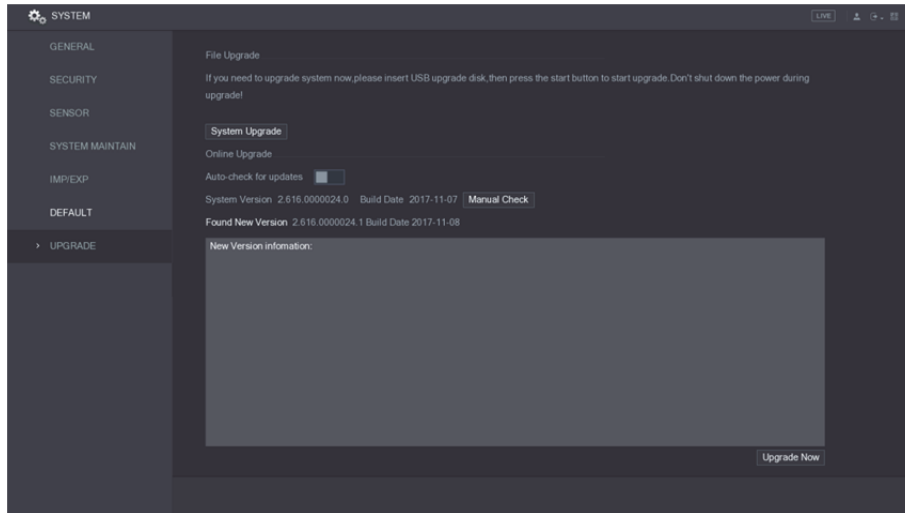 SYSTEM
LIVE
GENERAL
SECURITY
SENSOR
SYSTEM MAINTAIN
IMP/EXP
DEFAULT
UPGRADE
File Upgrade
If you need to upgrade system now,please insert USB upgrade disk,then press the start button to start upgrade.Don't shut down the power during
upgrade!
System Upgrade
Online Upgrade
Auto-check for updates
System Version 2.616.0000024.0 Build Date 2017-11-07 Manual Check
Found New Version 2.616.0000024.1 Build Date 2017-11-08
New Version infomation:
Upgrade Now